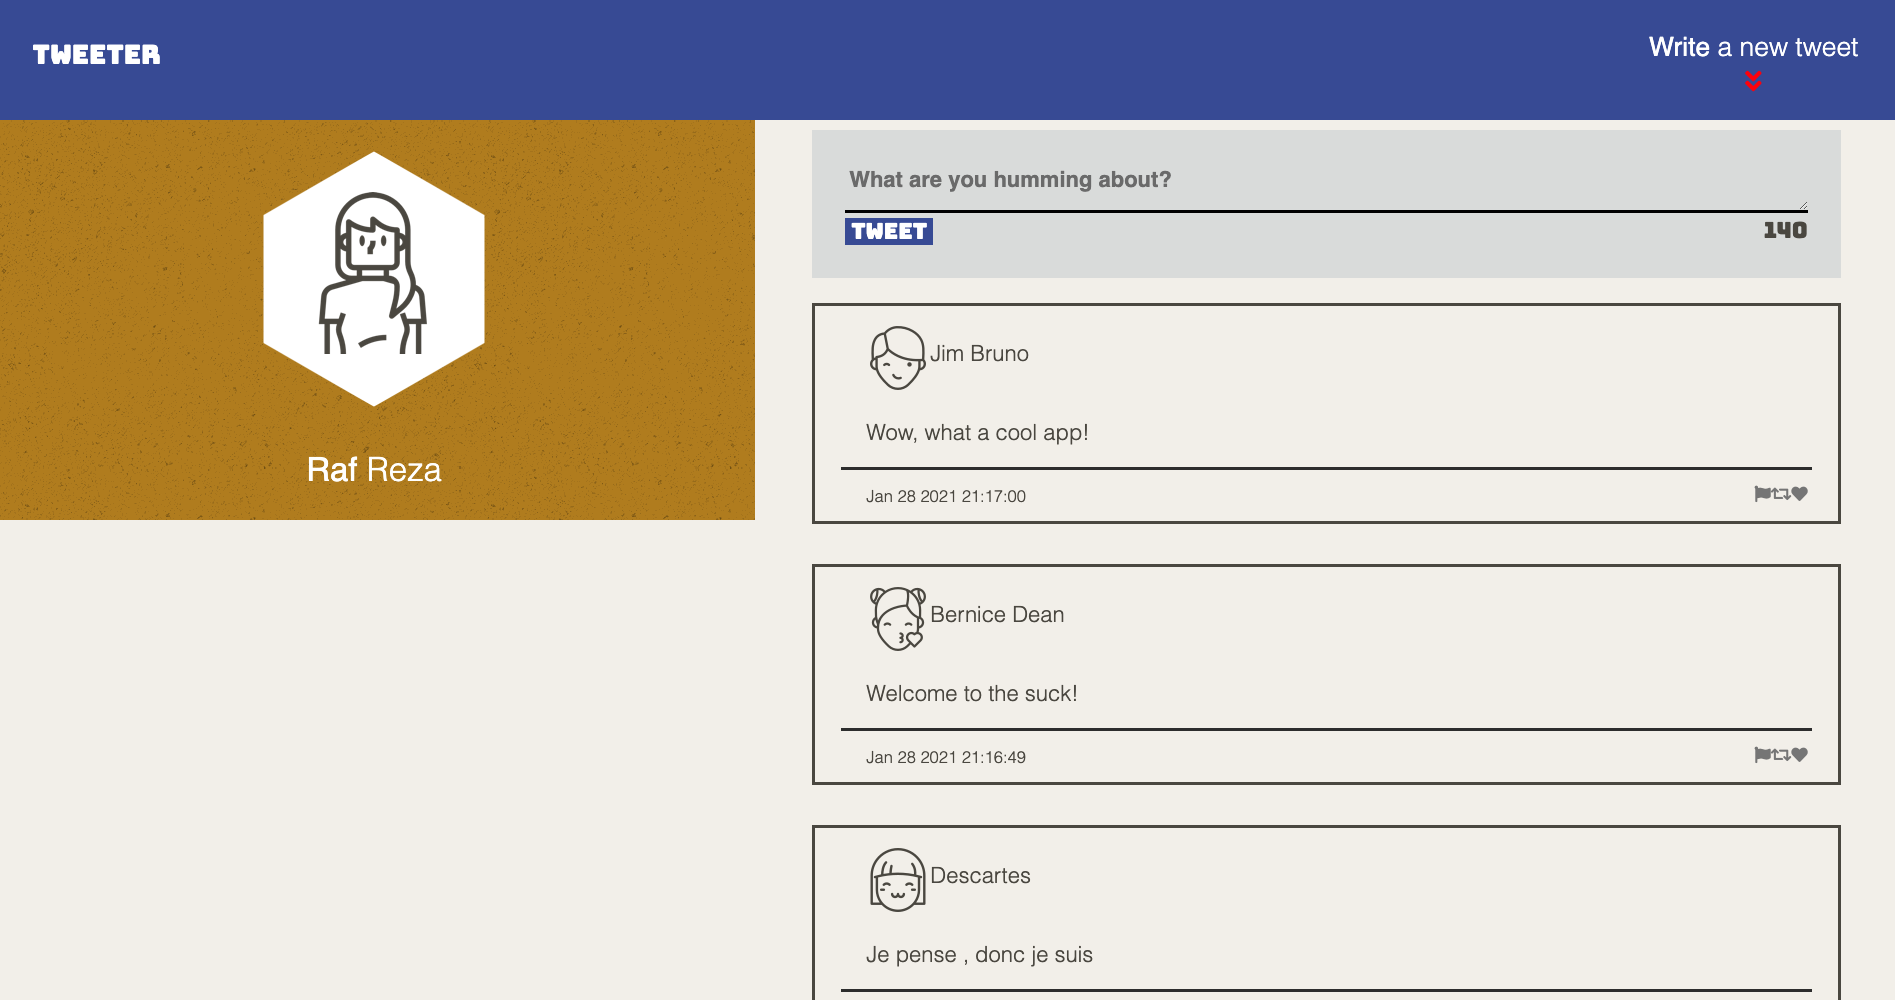 TWEETER
Write a new tweet
Raf Reza
What are you humming about?
TWEET
140
Jim Bruno
Wow, what a cool app!
Jan 28 2021 21:17:00
Bernice Dean
Welcome to the suck!
Jan 28 2021 21:16:49
Descartes
Je pense , donc je suis